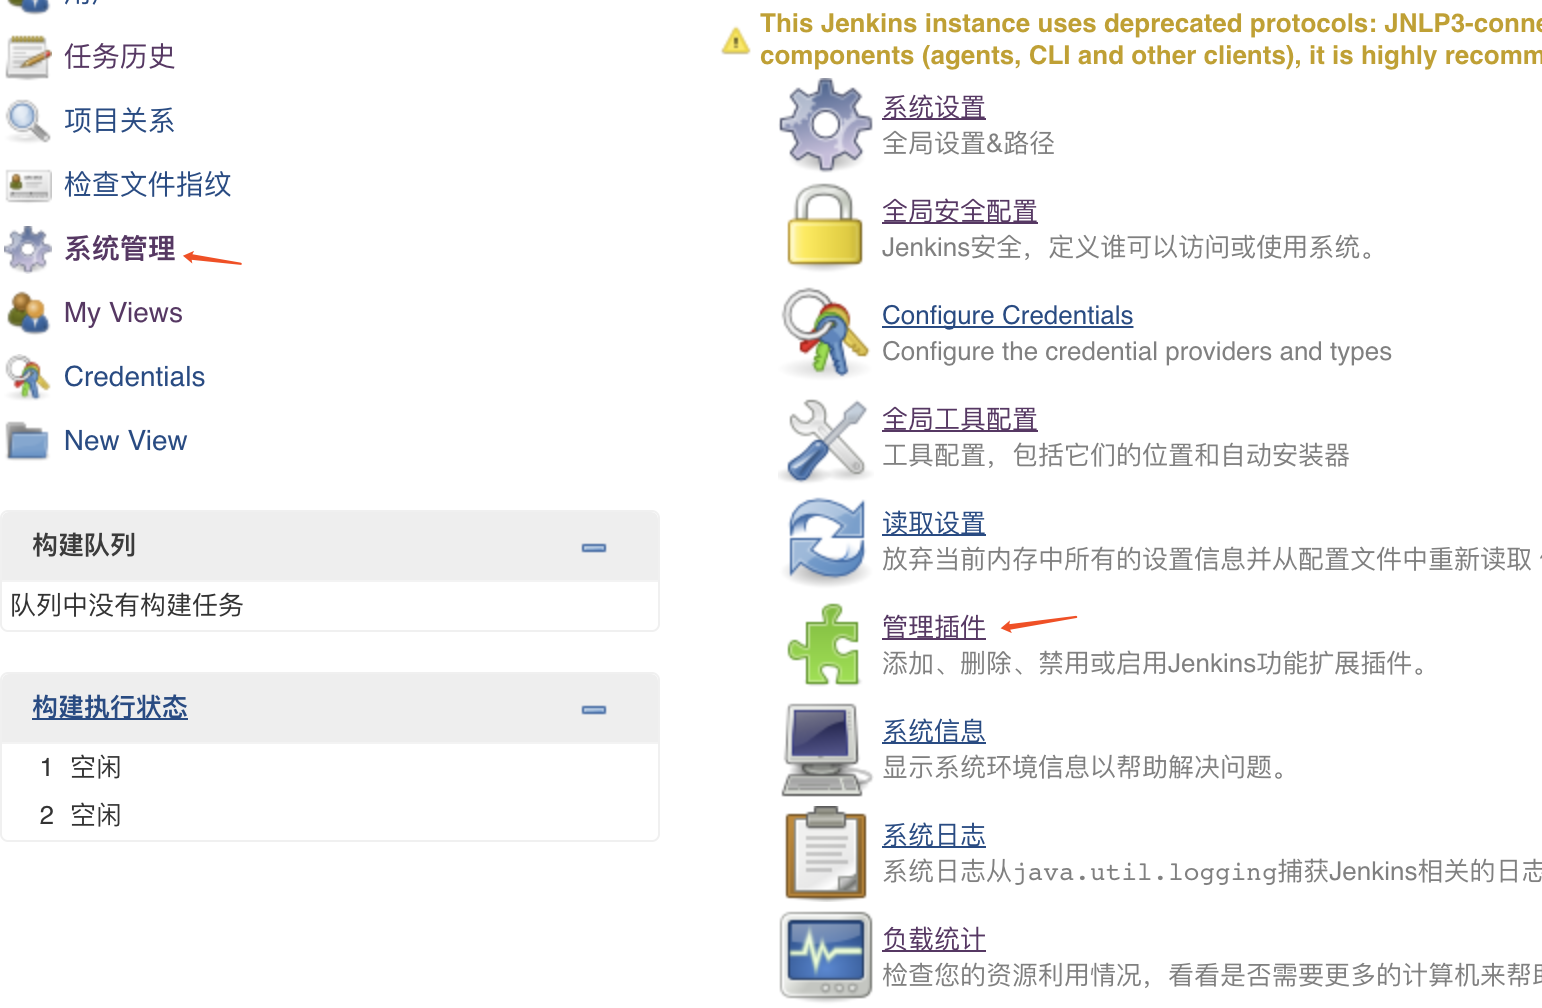 任务历史
项目关系
检查文件指纹
系统管理
My Views
Credentials
New View
构建队列
队列中没有构建任务
构建执行状态
1 空闲
2 空闲
This Jenkins instance uses deprecated protocols: JNLP3-conne
components (agents, CLI and other clients), it is highly recomm
系统设置
全局设置&路径
全局安全配置
Jenkins安全，定义谁可以访问或使用系统。
Configure Credentials
Configure the credential providers and types
全局工具配置
工具配置，包括它们的位置和自动安装器
读取设置
放弃当前内存中所有的设置信息并从配置文件中重新读取
管理插件
添加、删除、禁用或启用Jenkins功能扩展插件。
系统信息
显示系统环境信息以帮助解决问题。
系统日志
系统日志从java.util.logging捕获Jenkins相关的日志
负载统计
检查您的资源利用情况，看看是否需要更多的计算机来帮助